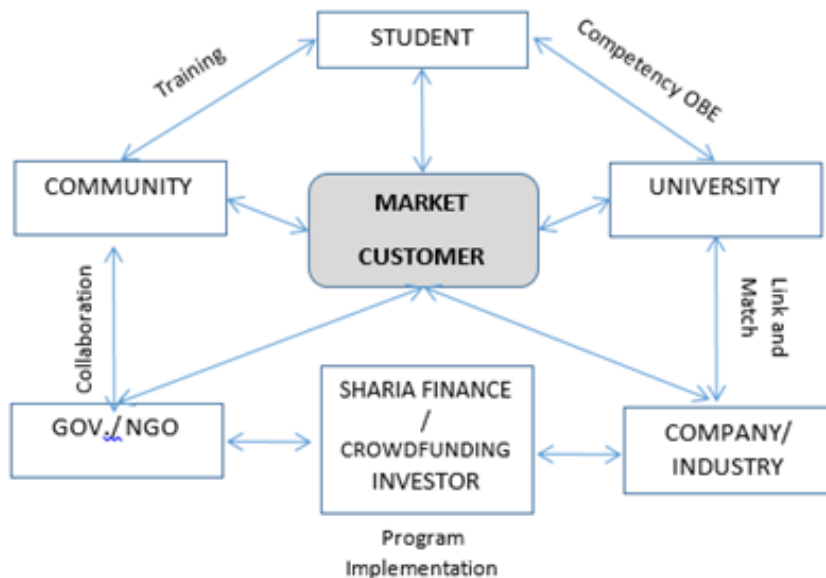 STUDENT
Training
Competency OBE
COMMUNITY
MARKET
CUSTOMER
UNIVERSITY
Collaboration
Link and
Match
GOV./NGO
SHARIA FINANCE
/
CROWDFUNDING
INVESTOR
COMPANY/
INDUSTRY
Program
Implementation